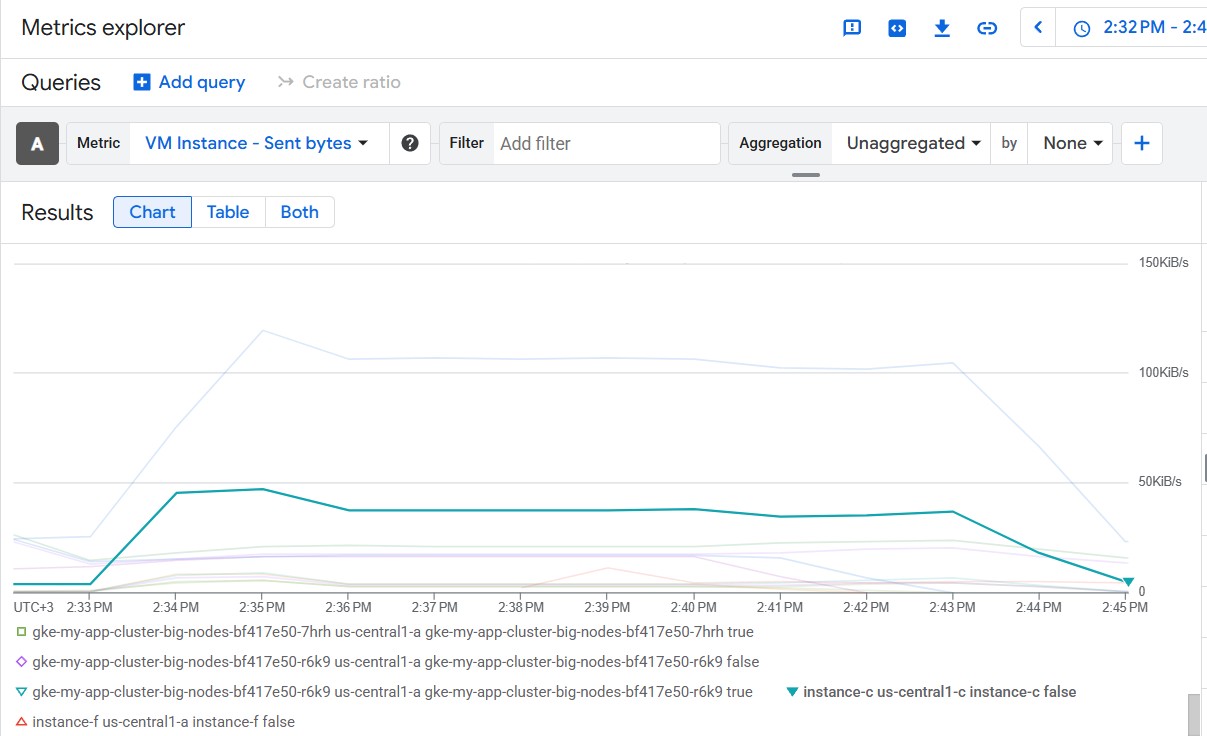 Metrics explorer
2:32 PM - 2:4
Queries
Add query
Create ratio
A
Metric
VM Instance - Sent bytes
?
Filter
Add filter
Aggregation
Unaggregated
by
None
Results
Chart
Table
Both
150KiB/s
100KiB/s
50KiB/s
0
UTC+3 2:33 PM 2:34 PM 2:35 PM 2:36 PM 2:37 PM 2:38 PM 2:39 PM 2:40 PM 2:41 PM 2:42 PM 2:43 PM 2:44 PM 2:45 PM
gke-my-app-cluster-big-nodes-bf417e50-7hrh us-central1-a gke-my-app-cluster-big-nodes-bf417e50-7hrh true
gke-my-app-cluster-big-nodes-bf417e50-r6k9 us-central1-a gke-my-app-cluster-big-nodes-bf417e50-r6k9 false
gke-my-app-cluster-big-nodes-bf417e50-r6k9 us-central1-a gke-my-app-cluster-big-nodes-bf417e50-r6k9 true
instance-c us-central1-c instance-c false
instance-f us-central1-a instance-f false